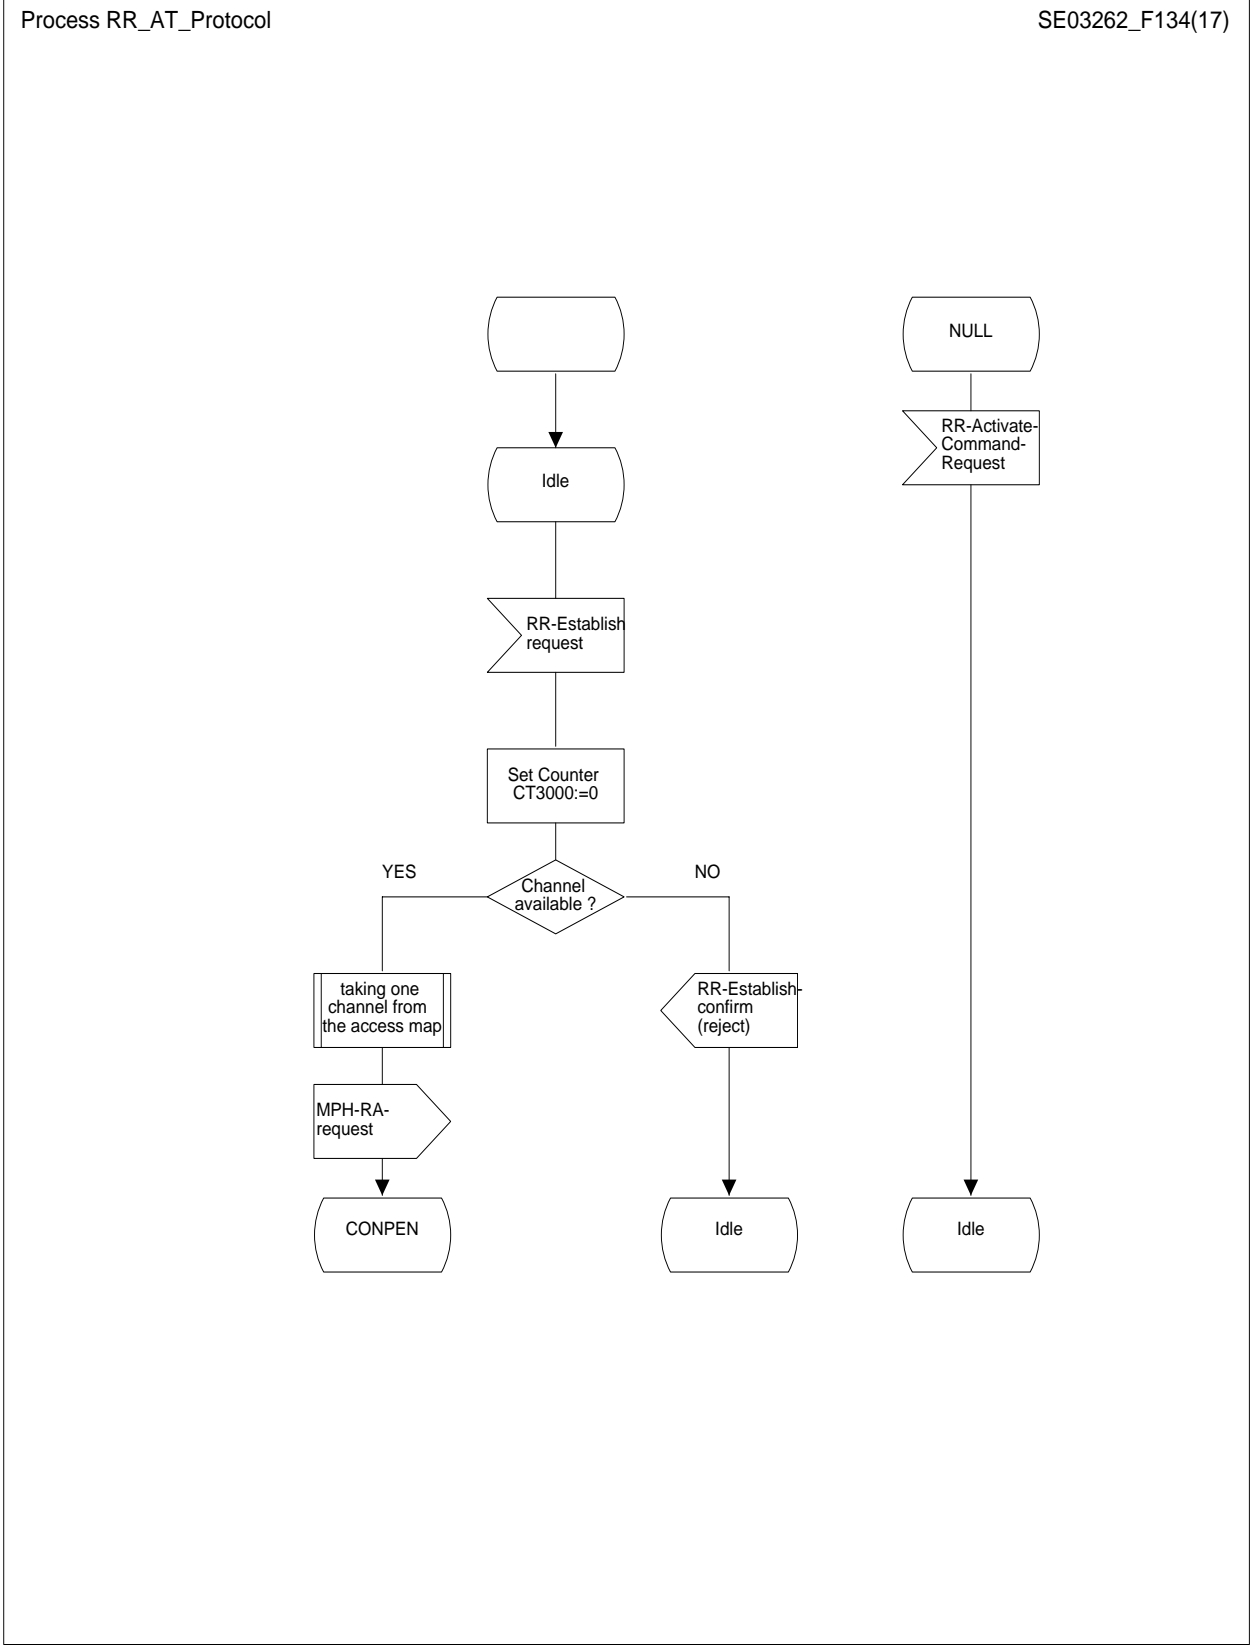 Process RR_AT_Protocol
SE03262_F134(17)
NULL
RR-Activate-
Command-
Request
Idle
RR-Establish
request
Set Counter
CT3000:=0
YES
NO
Channel
available ?
taking one
channel from
the access map
RR-Establish-
confirm
(reject)
MPH-RA-
request
CONPEN
Idle
Idle